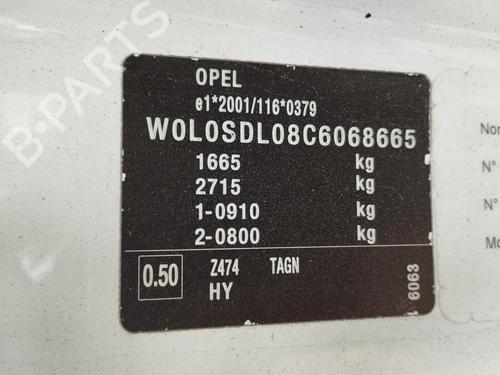 OPEL
e1*2001/116*0379
W0L0SDL08C6068665
1665 kg
2715 kg
1-0910 kg
2-0800 kg
0.50 Z474 TAGN
HY
6063
B-PARTS
N°
N°